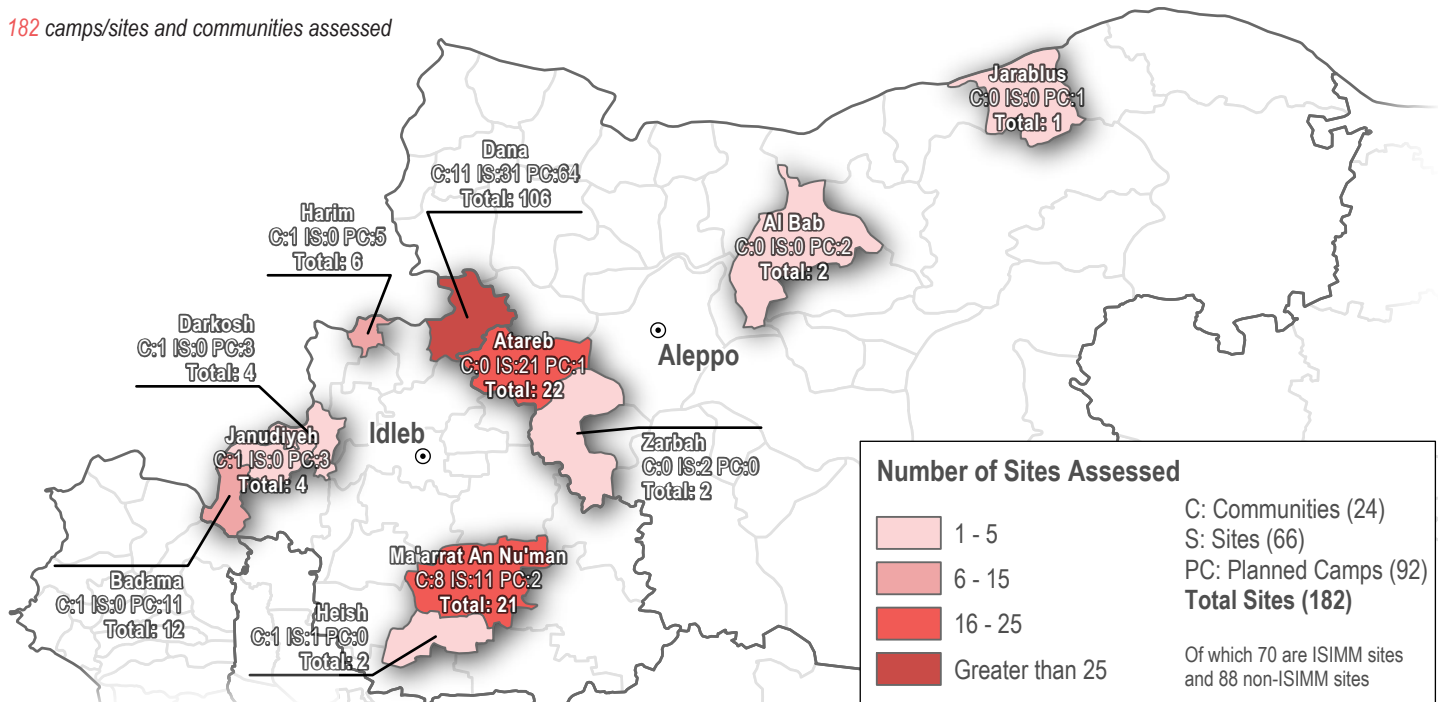 182 camps/sites and communities assessed
Jarablus
C:0 IS:0 PC:1
Total: 1
Dana
C:11 IS:31 PC:64
Total: 106
Harim
C:1 IS:0 PC:5
Total: 6
Al Bab
C:0 IS:0 PC:2
Total: 2
Darkosh
C:1 IS:0 PC:3
Total: 4
Atareb
C:0 IS:21 PC:1
Total: 22
Aleppo
Janudiyeh
C:1 IS:0 PC:3
Total: 4
Idleb
Zarbah
C:0 IS:2 PC:0
Total: 2
Ma'arrat An Nu'man
C:8 IS:11 PC:2
Total: 21
Badama
C:1 IS:0 PC:11
Total: 12
Heish
C:1 IS:1 PC:0
Total: 2
Number of Sites Assessed
1 - 5
6 - 15
16 - 25
Greater than 25
C: Communities (24)
S: Sites (66)
PC: Planned Camps (92)
Total Sites (182)
Of which 70 are ISIMM sites
and 88 non-ISIMM sites